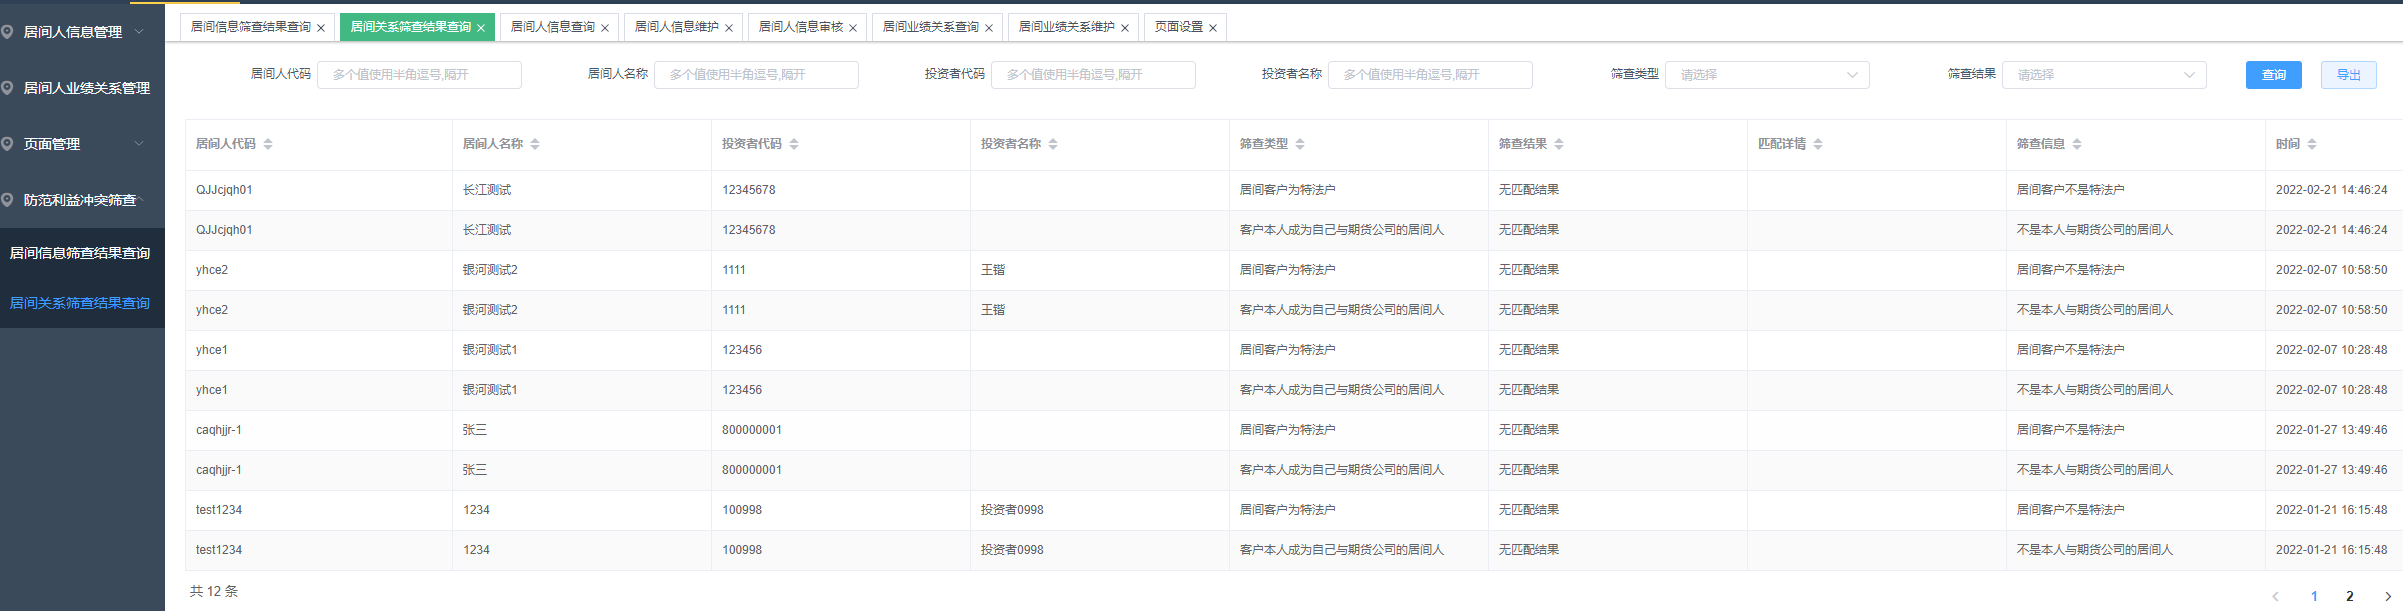 居间人信息管理
居间人业绩关系管理
页面管理
防范利益冲突筛查
居间信息筛查结果查询
居间关系筛查结果查询
居间信息筛查结果查询 × 居间关系筛查结果查询 × 居间人信息查询 × 居间人信息维护 × 居间人信息审核 × 居间业绩关系查询 × 居间业绩关系维护 × 页面设置 ×
居间人代码 多个值使用半角逗号,隔开 居间人名称 多个值使用半角逗号,隔开 投资者代码 多个值使用半角逗号,隔开 投资者名称 多个值使用半角逗号,隔开 筛查类型 请选择 筛查结果 请选择 查询 导出
居间人代码 居间人名称 投资者代码 投资者名称 筛查类型 筛查结果 匹配详情 筛查信息 时间
QJJcjqh01 长江测试 12345678 居间客户为特法户 无匹配结果 居间客户不是特法户 2022-02-21 14:46:24
QJJcjqh01 长江测试 12345678 客户本人成为自己与期货公司的居间人 无匹配结果 不是本人与期货公司的居间人 2022-02-21 14:46:24
yhce2 银河测试2 1111 王锴 居间客户为特法户 无匹配结果 居间客户不是特法户 2022-02-07 10:58:50
yhce2 银河测试2 1111 王锴 客户本人成为自己与期货公司的居间人 无匹配结果 不是本人与期货公司的居间人 2022-02-07 10:58:50
yhce1 银河测试1 123456 居间客户为特法户 无匹配结果 居间客户不是特法户 2022-02-07 10:28:48
yhce1 银河测试1 123456 客户本人成为自己与期货公司的居间人 无匹配结果 不是本人与期货公司的居间人 2022-02-07 10:28:48
caqhjjr-1 张三 800000001 居间客户为特法户 无匹配结果 居间客户不是特法户 2022-01-27 13:49:46
caqhjjr-1 张三 800000001 客户本人成为自己与期货公司的居间人 无匹配结果 不是本人与期货公司的居间人 2022-01-27 13:49:46
test1234 1234 100998 投资者0998 居间客户为特法户 无匹配结果 居间客户不是特法户 2022-01-21 16:15:48
test1234 1234 100998 投资者0998 客户本人成为自己与期货公司的居间人 无匹配结果 不是本人与期货公司的居间人 2022-01-21 16:15:48
共 12 条
1 2